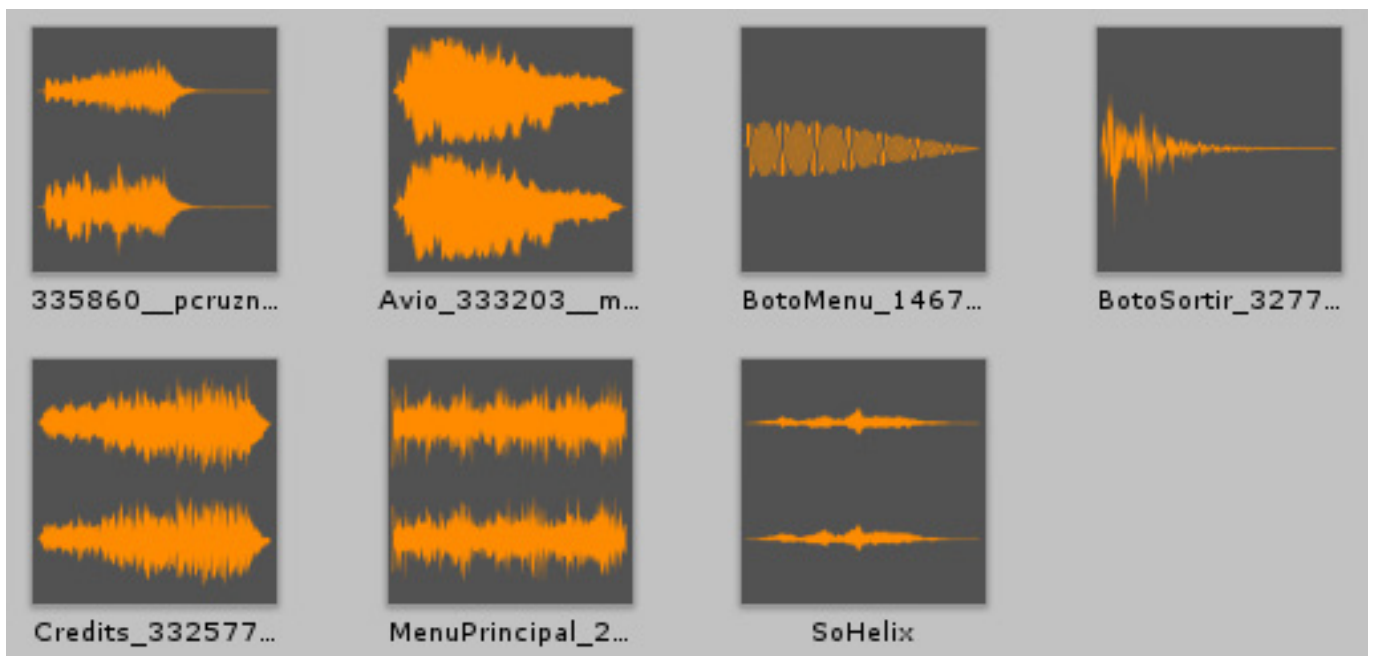 335860__pcruzn...
Avio_333203__m...
BotoMenu_1467...
BotoSortir_3277...
Credits_332577...
MenuPrincipal_2...
SoHelix